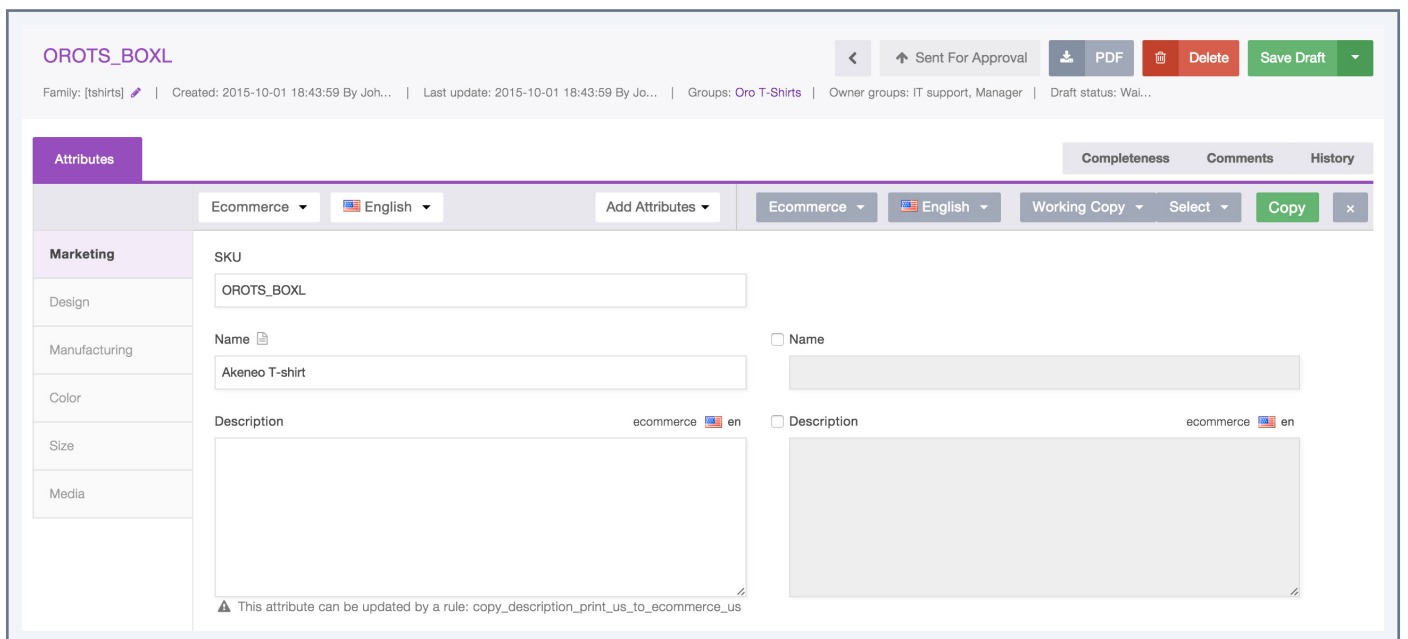 OROTS_BOXL
Sent For Approval PDF Delete Save Draft
Family: [tshirts] | Created: 2015-10-01 18:43:59 By Joh... | Last update: 2015-10-01 18:43:59 By Jo... | Groups: Oro T-Shirts | Owner groups: IT support, Manager | Draft status: Wai...
Attributes Completeness Comments History
Ecommerce English Add Attributes Ecommerce English Working Copy Select Copy ×
Marketing
Design
Manufacturing
Color
Size
Media
SKU
OROTS_BOXL
Name Name
Akeneo T-shirt
Description ecommerce en Description ecommerce en
This attribute can be updated by a rule: copy_description_print_us_to_ecommerce_us